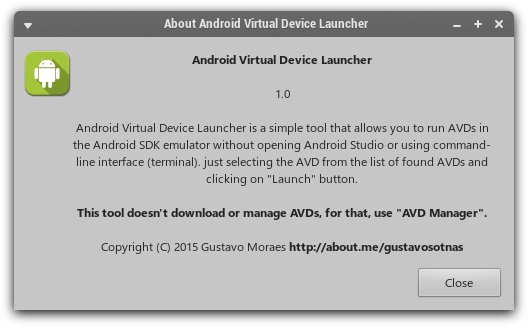 About Android Virtual Device Launcher
Android Virtual Device Launcher
1.0
Android Virtual Device Launcher is a simple tool that allows you to run AVDs in
the Android SDK emulator without opening Android Studio or using command-
line interface (terminal). just selecting the AVD from the list of found AVDs and
clicking on "Launch" button.
This tool doesn't download or manage AVDs, for that, use "AVD Manager".
Copyright (C) 2015 Gustavo Moraes http://about.me/gustavosotnas
Close